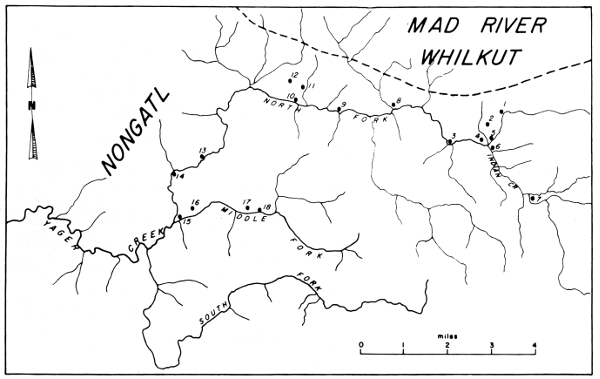 MAD RIVER
WHILKUT
NONGATL
N
NORTH FORK
INDIAN CR.
YAGER CREEK
MIDDLE FORK
SOUTH FORK
1
2
3
4
5
6
7
8
9
10
11
12
13
14
15
16
17
18
miles
0 1 2 3 4